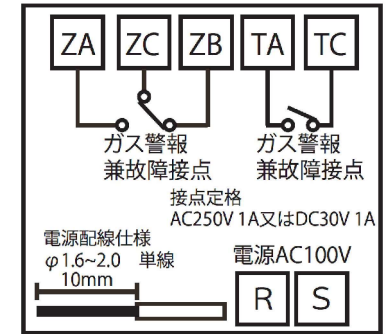 ZA ZC ZB TA TC
ガス警報 ガス警報
兼故障接点 兼故障接点
接点定格
AC250V 1A又はDC30V 1A
電源配線仕様 電源AC100V
φ1.6~2.0 単線
10mm
R S